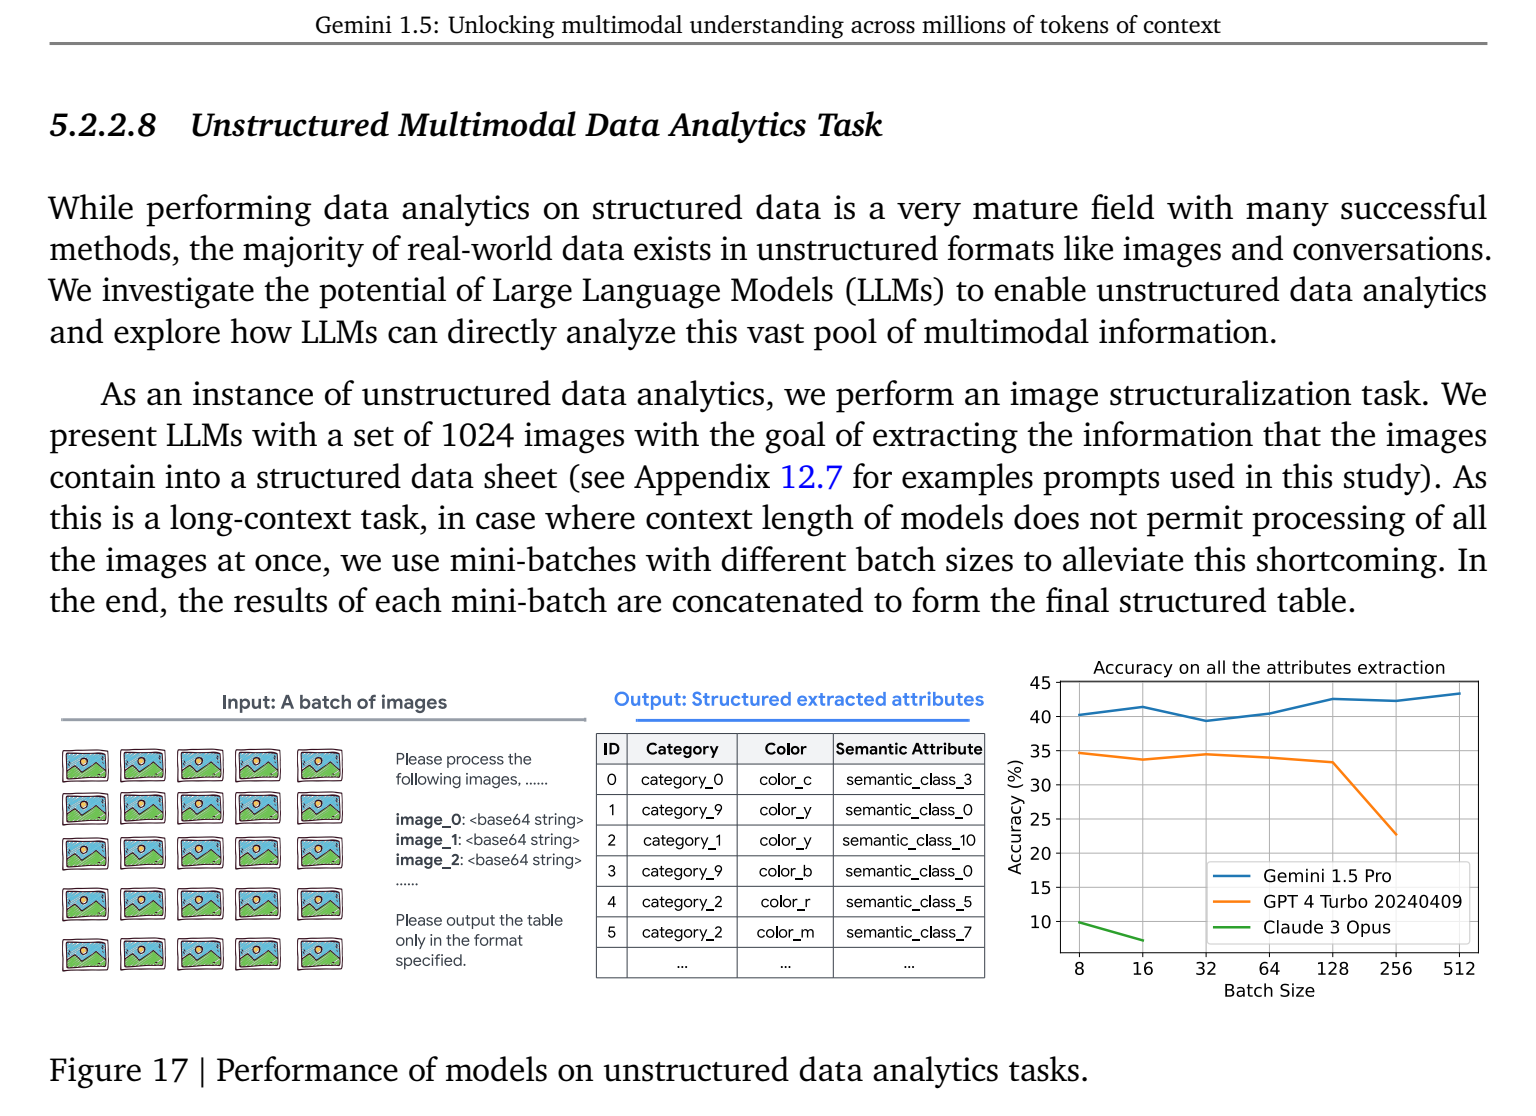 Gemini 1.5: Unlocking multimodal understanding across millions of tokens of context
5.2.2.8 Unstructured Multimodal Data Analytics Task
While performing data analytics on structured data is a very mature field with many successful
methods, the majority of real-world data exists in unstructured formats like images and conversations.
We investigate the potential of Large Language Models (LLMs) to enable unstructured data analytics
and explore how LLMs can directly analyze this vast pool of multimodal information.
As an instance of unstructured data analytics, we perform an image structuralization task. We
present LLMs with a set of 1024 images with the goal of extracting the information that the images
contain into a structured data sheet (see Appendix 12.7 for examples prompts used in this study). As
this is a long-context task, in case where context length of models does not permit processing of all
the images at once, we use mini-batches with different batch sizes to alleviate this shortcoming. In
the end, the results of each mini-batch are concatenated to form the final structured table.
Input: A batch of images
Please process the
following images, ......
image_0: <base64 string>
image_1: <base64 string>
image_2: <base64 string>
......
Please output the table
only in the format
specified.
Output: Structured extracted attributes
ID Category Color Semantic Attribute
0 category_0 color_c semantic_class_3
1 category_9 color_y semantic_class_0
2 category_1 color_y semantic_class_10
3 category_9 color_b semantic_class_0
4 category_2 color_r semantic_class_5
5 category_2 color_m semantic_class_7
... ... ...
Accuracy on all the attributes extraction
45
40
35
30
25
20
15
10
Accuracy (%)
Gemini 1.5 Pro
GPT 4 Turbo 20240409
Claude 3 Opus
8 16 32 64 128 256 512
Batch Size
Figure 17 | Performance of models on unstructured data analytics tasks.